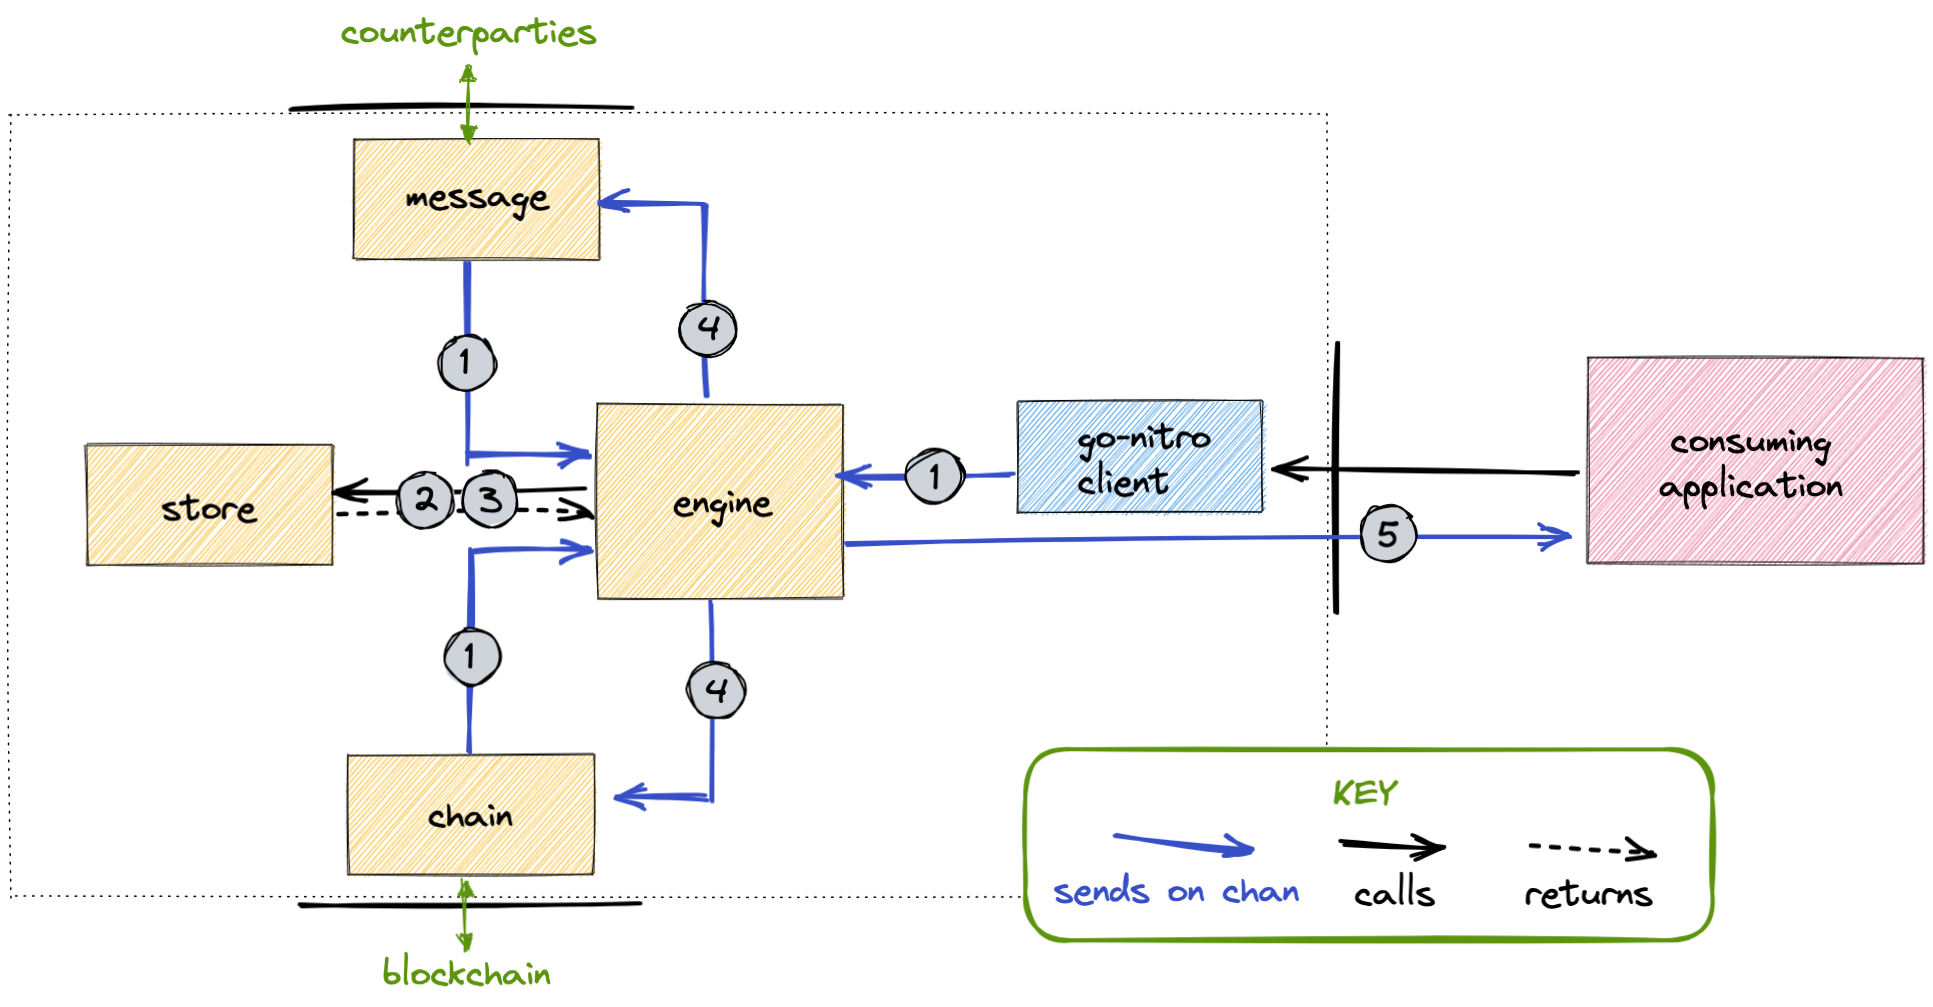 counterparties
message
4
1
go-nitro
client
consuming
application
1
store
2
3
engine
5
1
4
chain
KEY
sends on chan
calls
returns
blockchain